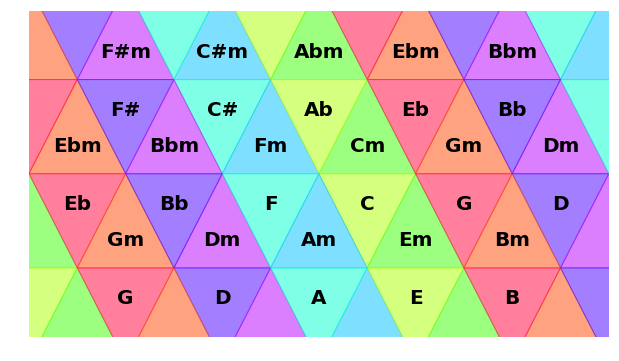 F#m C#m Abm Ebm Bbm
F# C# Ab Eb Bb
Ebm Bbm Fm Cm Gm Dm
Eb Bb F C G D
Gm Dm Am Em Bm
G D A E B